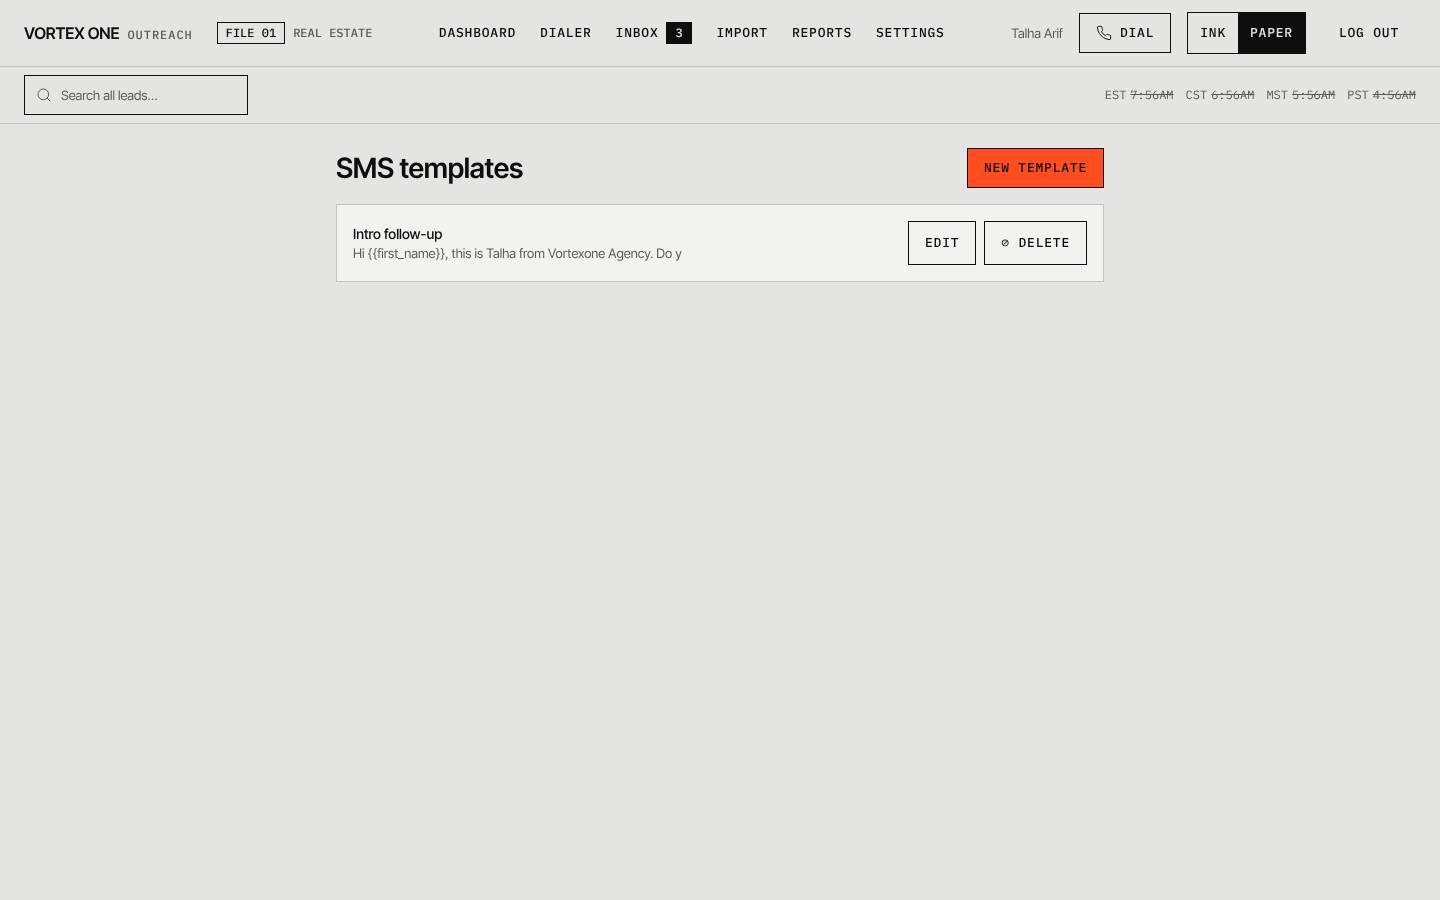 VORTEX ONE OUTREACH FILE 01 REAL ESTATE DASHBOARD DIALER INBOX 3 IMPORT REPORTS SETTINGS Talha Arif DIAL INK PAPER LOG OUT
Search all leads... EST 7:56AM CST 6:56AM MST 5:56AM PST 4:56AM
SMS templates NEW TEMPLATE
Intro follow-up
Hi {{first_name}}, this is Talha from Vortexone Agency. Do y
EDIT ⊘ DELETE